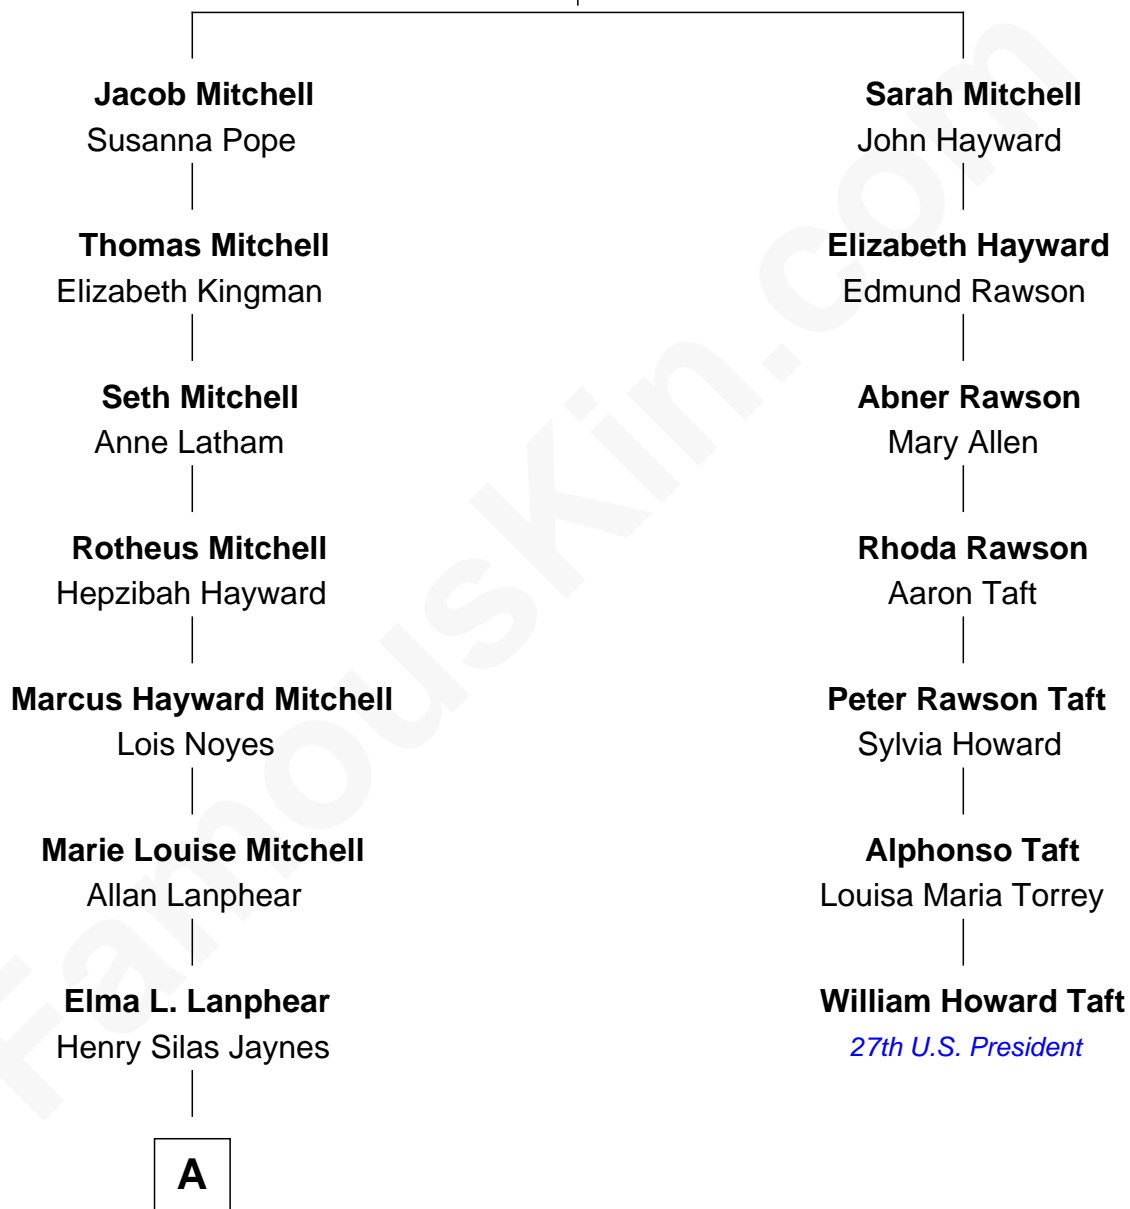 Jacob Mitchell
Susanna Pope
Sarah Mitchell
John Hayward
Thomas Mitchell
Elizabeth Kingman
Elizabeth Hayward
Edmund Rawson
Seth Mitchell
Anne Latham
Abner Rawson
Mary Allen
Rotheus Mitchell
Hepzibah Hayward
Rhoda Rawson
Aaron Taft
Marcus Hayward Mitchell
Lois Noyes
Peter Rawson Taft
Sylvia Howard
Marie Louise Mitchell
Allan Lanphear
Alphonso Taft
Louisa Maria Torrey
Elma L. Lanphear
Henry Silas Jaynes
William Howard Taft
27th U.S. President
A
FamousKin.com